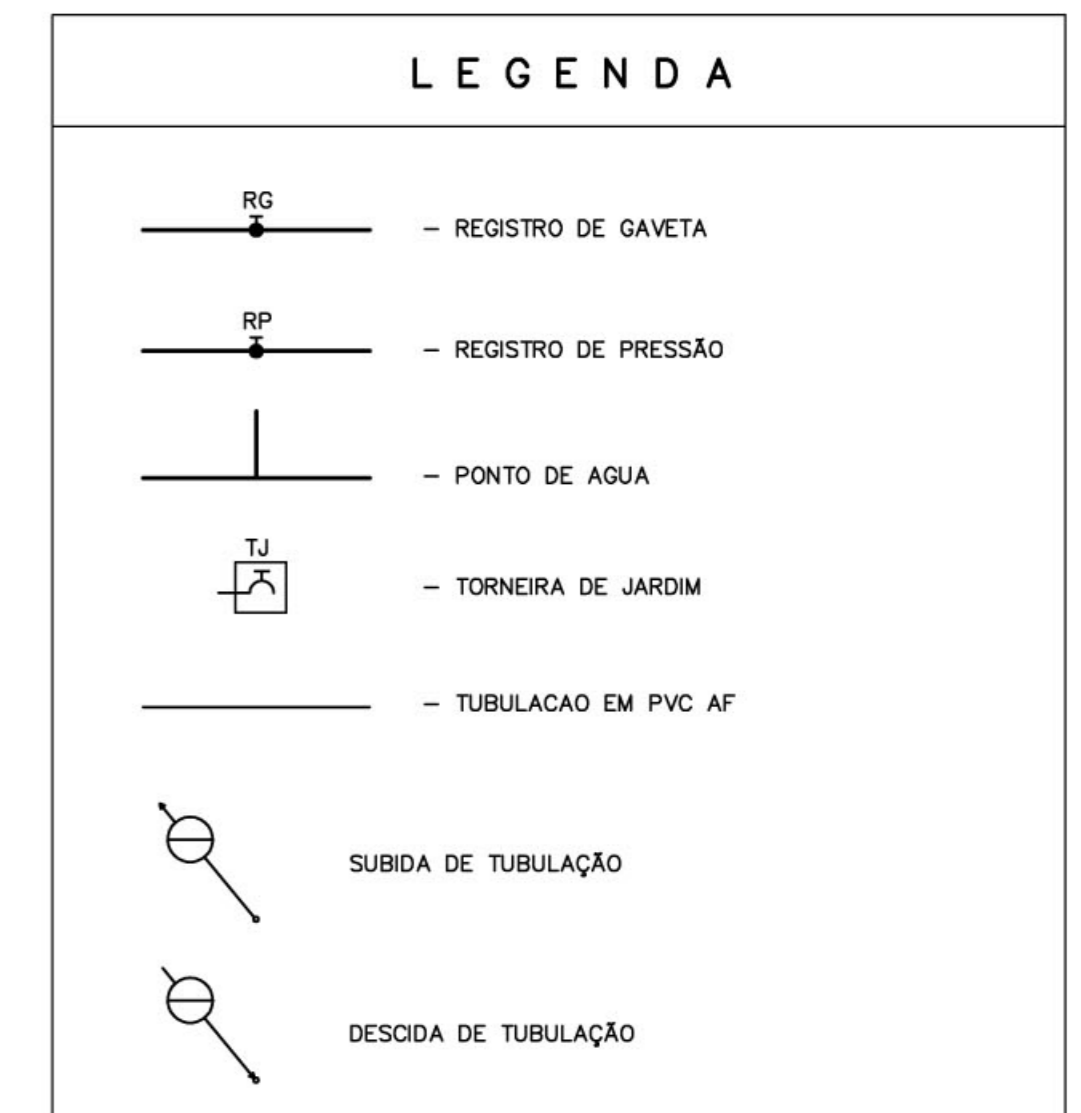 LEGENDA
RG
– REGISTRO DE GAVETA
RP
– REGISTRO DE PRESSÃO
– PONTO DE AGUA
TJ
– TORNEIRA DE JARDIM
– TUBULACAO EM PVC AF
SUBIDA DE TUBULAÇÃO
DESCIDA DE TUBULAÇÃO